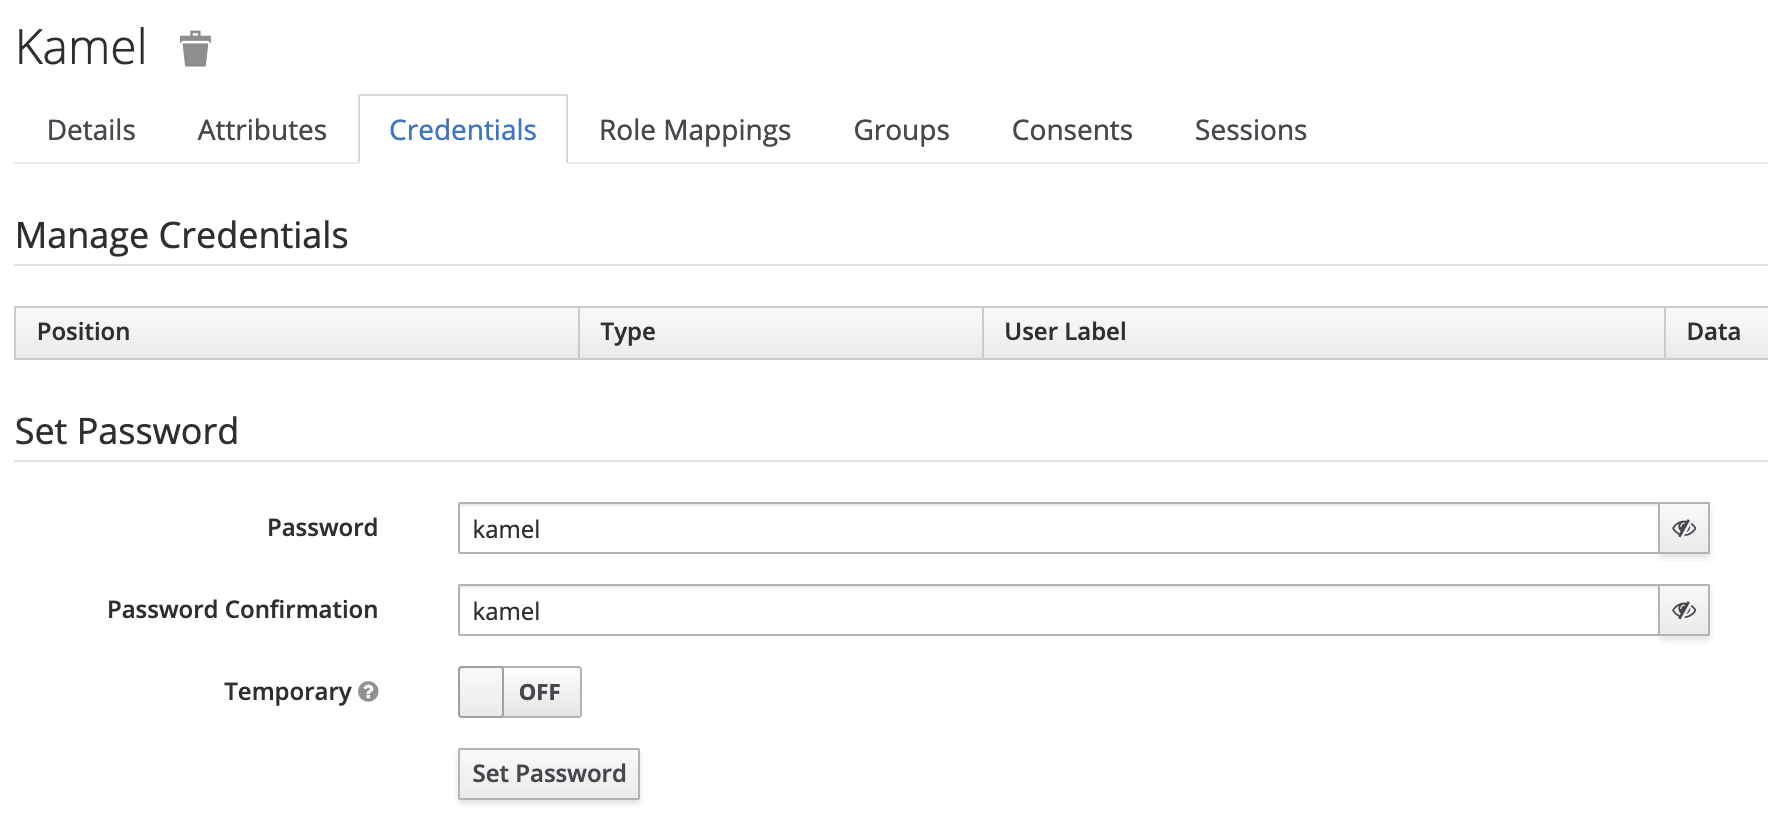 Kamel
Details Attributes Credentials Role Mappings Groups Consents Sessions
Manage Credentials
Position Type User Label Data
Set Password
Password kamel
Password Confirmation kamel
Temporary ? OFF
Set Password